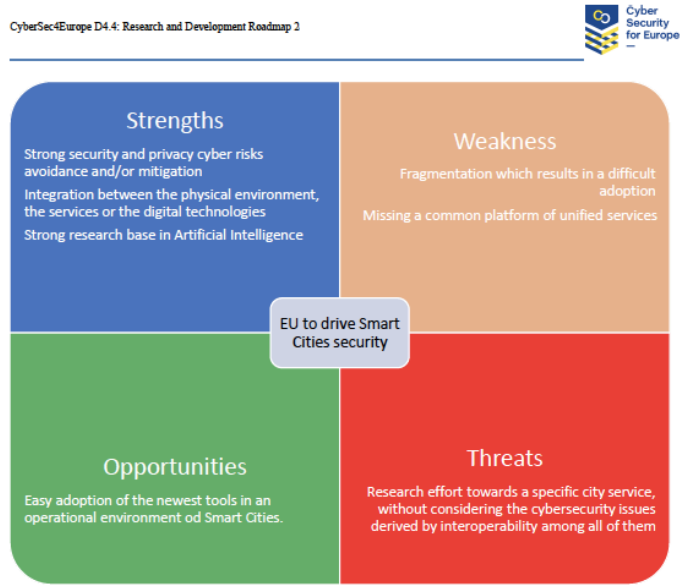 CyberSec4Europe D4.4: Research and Development Roadmap 2
Cyber
Security
for Europe
Strengths
Strong security and privacy cyber risks
avoidance and/or mitigation
Integration between the physical environment,
the services or the digital technologies
Strong research base in Artificial Intelligence
Weakness
Fragmentation which results in a difficult
adoption
Missing a common platform of unified services
EU to drive Smart
Cities security
Opportunities
Easy adoption of the newest tools in an
operational environment od Smart Cities.
Threats
Research effort towards a specific city service,
without considering the cybersecurity issues
derived by interoperability among all of them